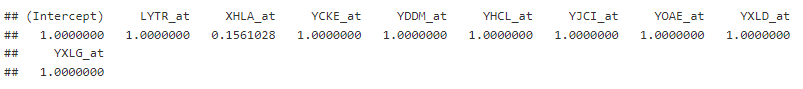 ## (Intercept) LYTR_at XHLA_at YCKE_at YDDM_at YHCL_at YJCI_at YOAE_at YXLD_at
## 1.0000000 1.0000000 0.1561028 1.0000000 1.0000000 1.0000000 1.0000000 1.0000000 1.0000000
## YXLG_at
## 1.0000000